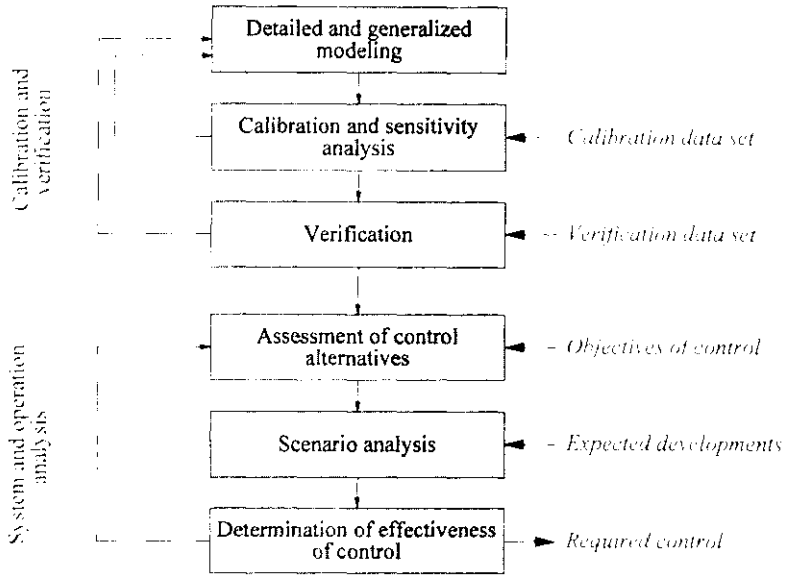 Detailed and generalized
modeling
Calibration and sensitivity
analysis
Calibration data set
Verification
Verification data set
Calibration and
verification
Assessment of control
alternatives
Objectives of control
Scenario analysis
Expected developments
Determination of effectiveness
of control
Required control
System and operation
analysis